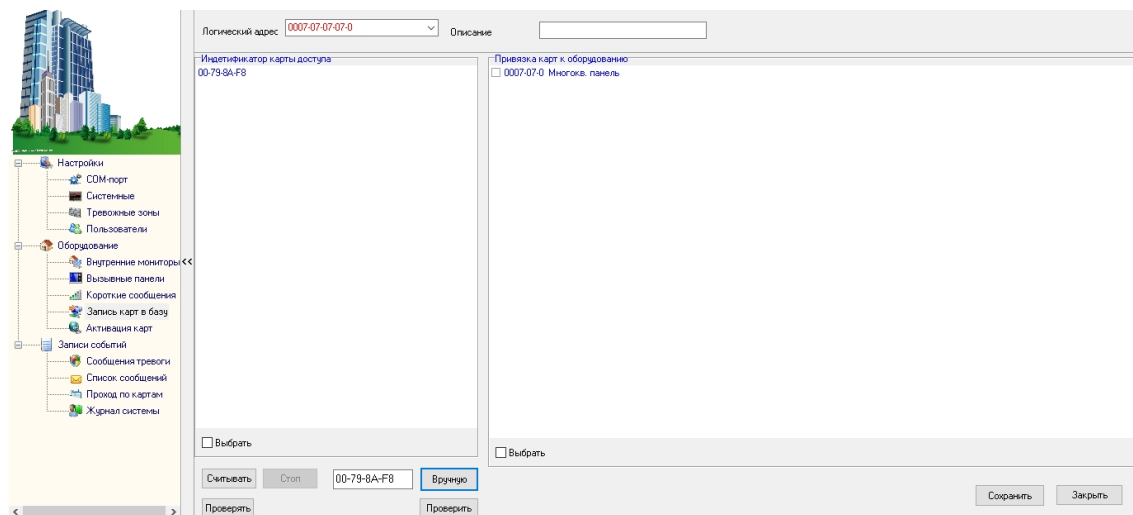 Логический адрес 0007-07-07-07-0 Описание
Индетификатор карты доступа
00-79-8A-F8
Привязка карт к оборудованию
0007-07-0 Многокв. панель
Настройки
COM-порт
Системные
Тревожные зоны
Пользователи
Оборудование
Внутренние мониторы <<
Вызывные панели
Короткие сообщения
Запись карт в базу
Активация карт
Записи событий
Сообщения тревоги
Список сообщений
Проход по картам
Журнал системы
Выбрать
Выбрать
Считывать Стоп 00-79-8A-F8 Вручную
Проверять Проверить
Сохранить Закрыть